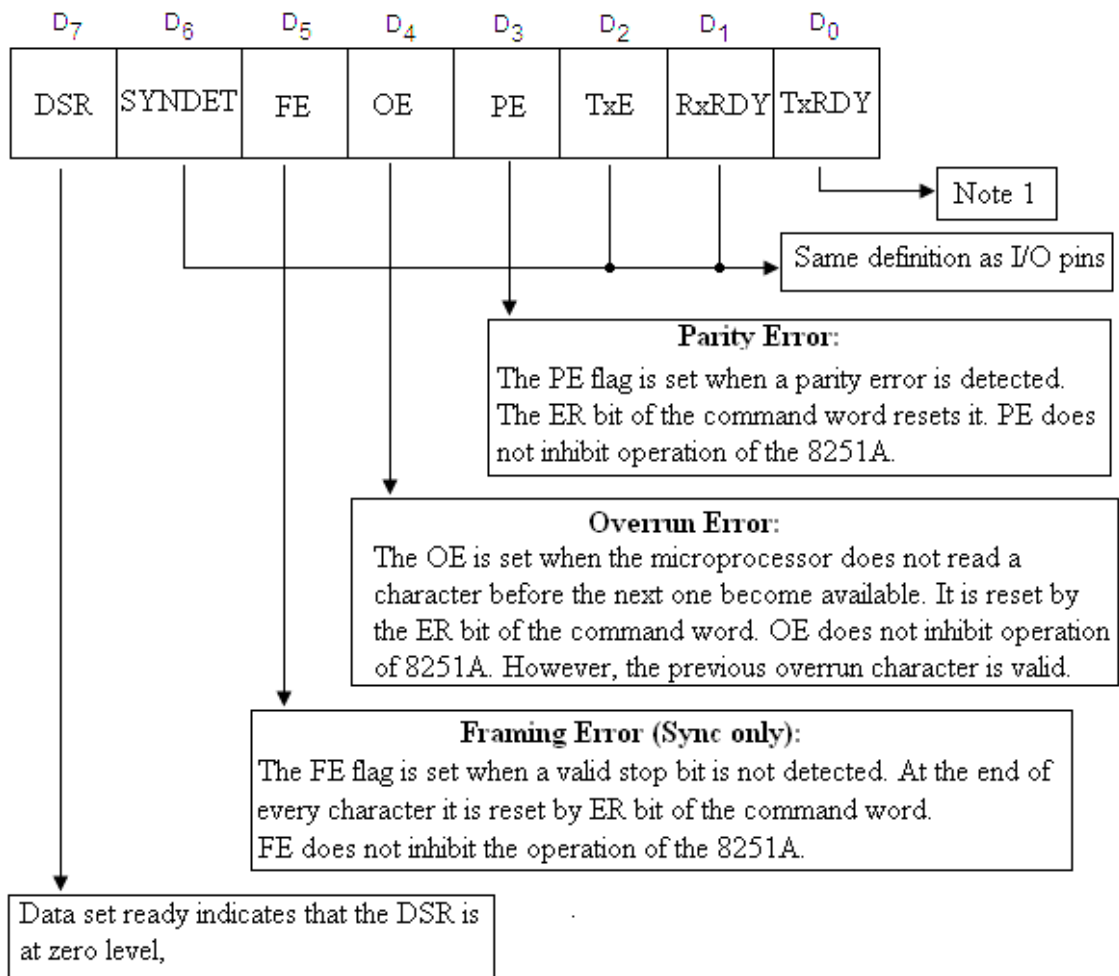 D7 D6 D5 D4 D3 D2 D1 D0
DSR SYNDET FE OE PE TxE RxRDY TxRDY
Note 1
Same definition as I/O pins
Parity Error:
The PE flag is set when a parity error is detected.
The ER bit of the command word resets it. PE does
not inhibit operation of the 8251A.
Overrun Error:
The OE is set when the microprocessor does not read a
character before the next one become available. It is reset by
the ER bit of the command word. OE does not inhibit operation
of 8251A. However, the previous overrun character is valid.
Framing Error (Sync only):
The FE flag is set when a valid stop bit is not detected. At the end of
every character it is reset by ER bit of the command word.
FE does not inhibit the operation of the 8251A.
Data set ready indicates that the DSR is
at zero level,